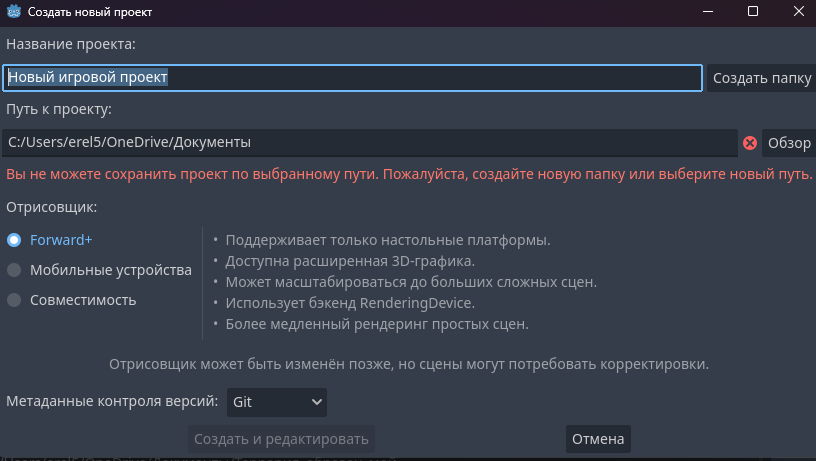 Создать новый проект
Название проекта:
Новый игровой проект
Создать папку
Путь к проекту:
C:/Users/erel5/OneDrive/Документы
Обзор
Вы не можете сохранить проект по выбранному пути. Пожалуйста, создайте новую папку или выберите новый путь.
Отрисовщик:
Forward+
Мобильные устройства
Совместимость
• Поддерживает только настольные платформы.
• Доступна расширенная 3D-графика.
• Может масштабироваться до больших сложных сцен.
• Использует бэкенд RenderingDevice.
• Более медленный рендеринг простых сцен.
Отрисовщик может быть изменён позже, но сцены могут потребовать корректировки.
Метаданные контроля версий:
Git
Создать и редактировать
Отмена